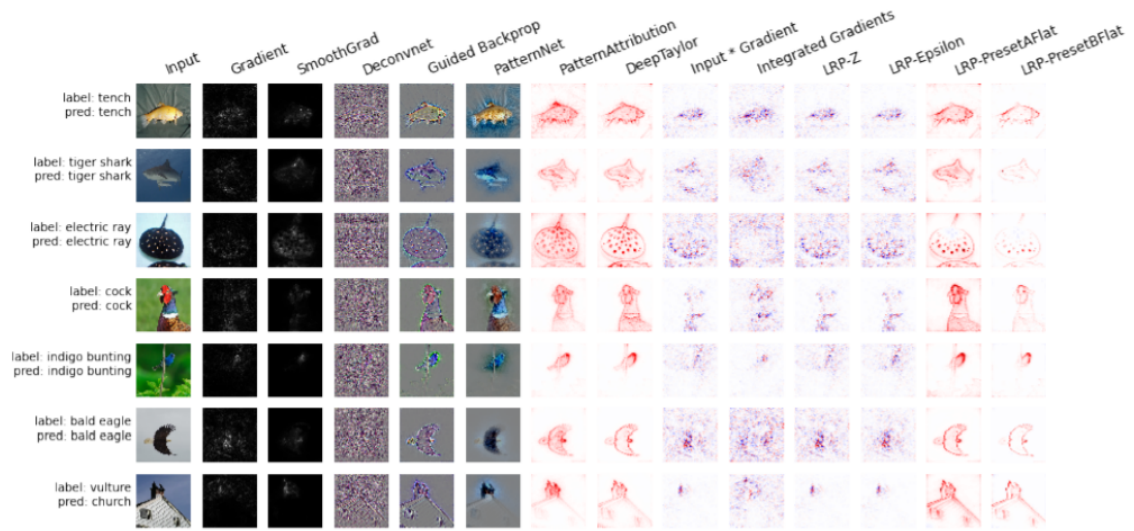 Input
Gradient
SmoothGrad
Deconvnet
Guided Backprop
PatternNet
PatternAttribution
DeepTaylor
Input * Gradient
Integrated Gradients
LRP-Z
LRP-Epsilon
LRP-PresetAFlat
LRP-PresetBFlat
label: tench
pred: tench
label: tiger shark
pred: tiger shark
label: electric ray
pred: electric ray
label: cock
pred: cock
label: indigo bunting
pred: indigo bunting
label: bald eagle
pred: bald eagle
label: vulture
pred: church